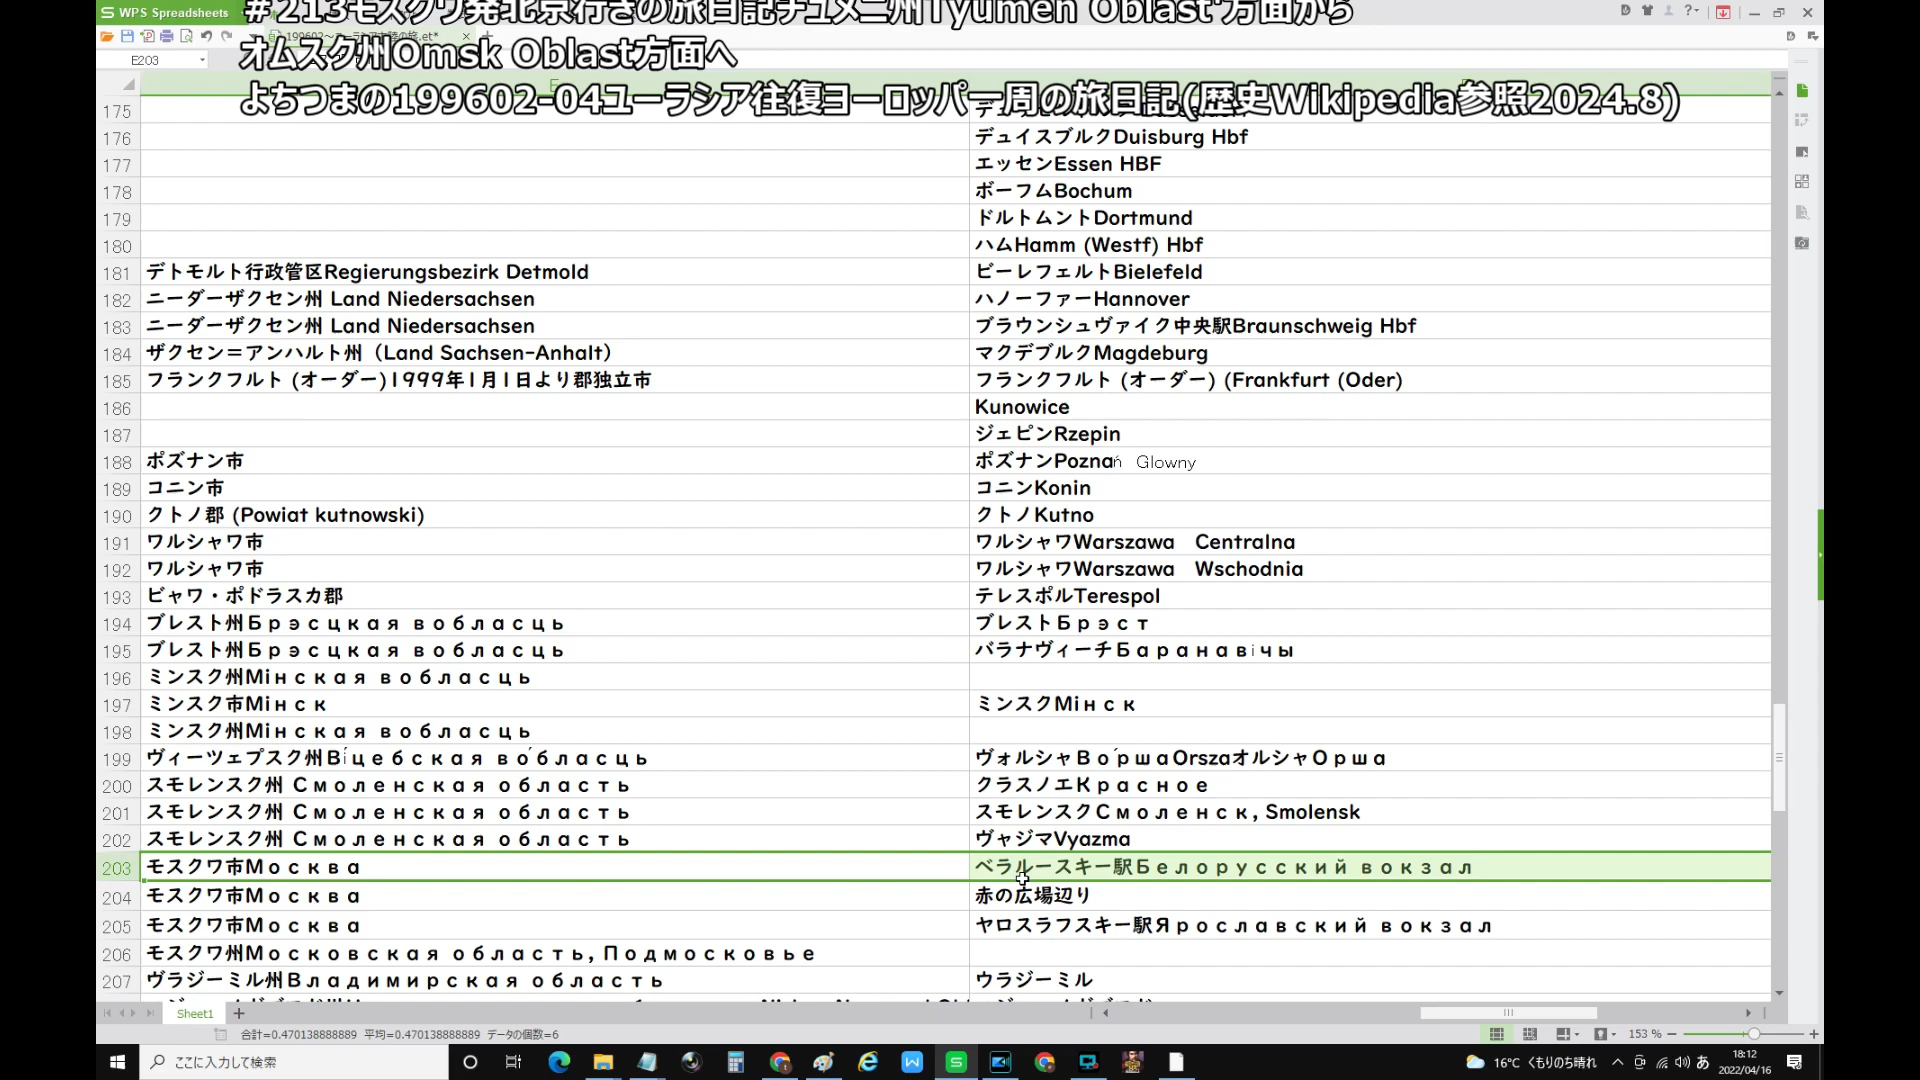 WPS Spreadsheets
#213モスクワ発北京行きの旅日記チュメニ州Tyumen Oblast'方面から
オムスク州Omsk Oblast方面へ
よちつまの199602-04ユーラシア往復ヨーロッパ一周の旅日記(歴史Wikipedia参照2024.8)
E203
175
176 デュイスブルクDuisburg Hbf
177 エッセンEssen HBF
178 ボーフムBochum
179 ドルトムントDortmund
180 ハムHamm (Westf) Hbf
181 デトモルト行政管区Regierungsbezirk Detmold ビーレフェルトBielefeld
182 ニーダーザクセン州 Land Niedersachsen ハノーファーHannover
183 ニーダーザクセン州 Land Niedersachsen ブラウンシュヴァイク中央駅Braunschweig Hbf
184 ザクセン＝アンハルト州（Land Sachsen-Anhalt） マクデブルクMagdeburg
185 フランクフルト (オーダー)1999年1月1日より郡独立市 フランクフルト (オーダー) (Frankfurt (Oder)
186 Kunowice
187 ジェピンRzepin
188 ポズナン市 ポズナンPoznań　Glowny
189 コニン市 コニンKonin
190 クトノ郡 (Powiat kutnowski) クトノKutno
191 ワルシャワ市 ワルシャワWarszawa　Centralna
192 ワルシャワ市 ワルシャワWarszawa　Wschodnia
193 ビャワ・ポドラスカ郡 テレスポルTerespol
194 ブレスト州Брэсцкая вобласць ブレストБрэст
195 ブレスト州Брэсцкая вобласць バラナヴィーチБаранавiчы
196 ミンスク州Мiнская вобласць
197 ミンスク市Мiнск ミンスクМiнск
198 ミンスク州Мiнская вобласць
199 ヴィーツェプスク州Ві́цебская во́бласць ヴォルシャВо́ршаOrszaオルシャОрша
200 スモレンスク州 Смоленская область クラスノエКрасное
201 スモレンスク州 Смоленская область スモレンスクСмоленск, Smolensk
202 スモレンスク州 Смоленская область ヴャジマVyazma
203 モスクワ市Москва ベラルースキー駅Белорусский вокзал
204 モスクワ市Москва 赤の広場辺り
205 モスクワ市Москва ヤロスラフスキー駅Ярославский вокзал
206 モスクワ州Московская область, Подмосковье
207 ヴラジーミル州Владимирская область ウラジーミル
Sheet1
合計=0.470138888889 平均=0.470138888889 データの個数=6
153 %
ここに入力して検索
16°C くもりのち晴れ
あ
18:12
2022/04/16